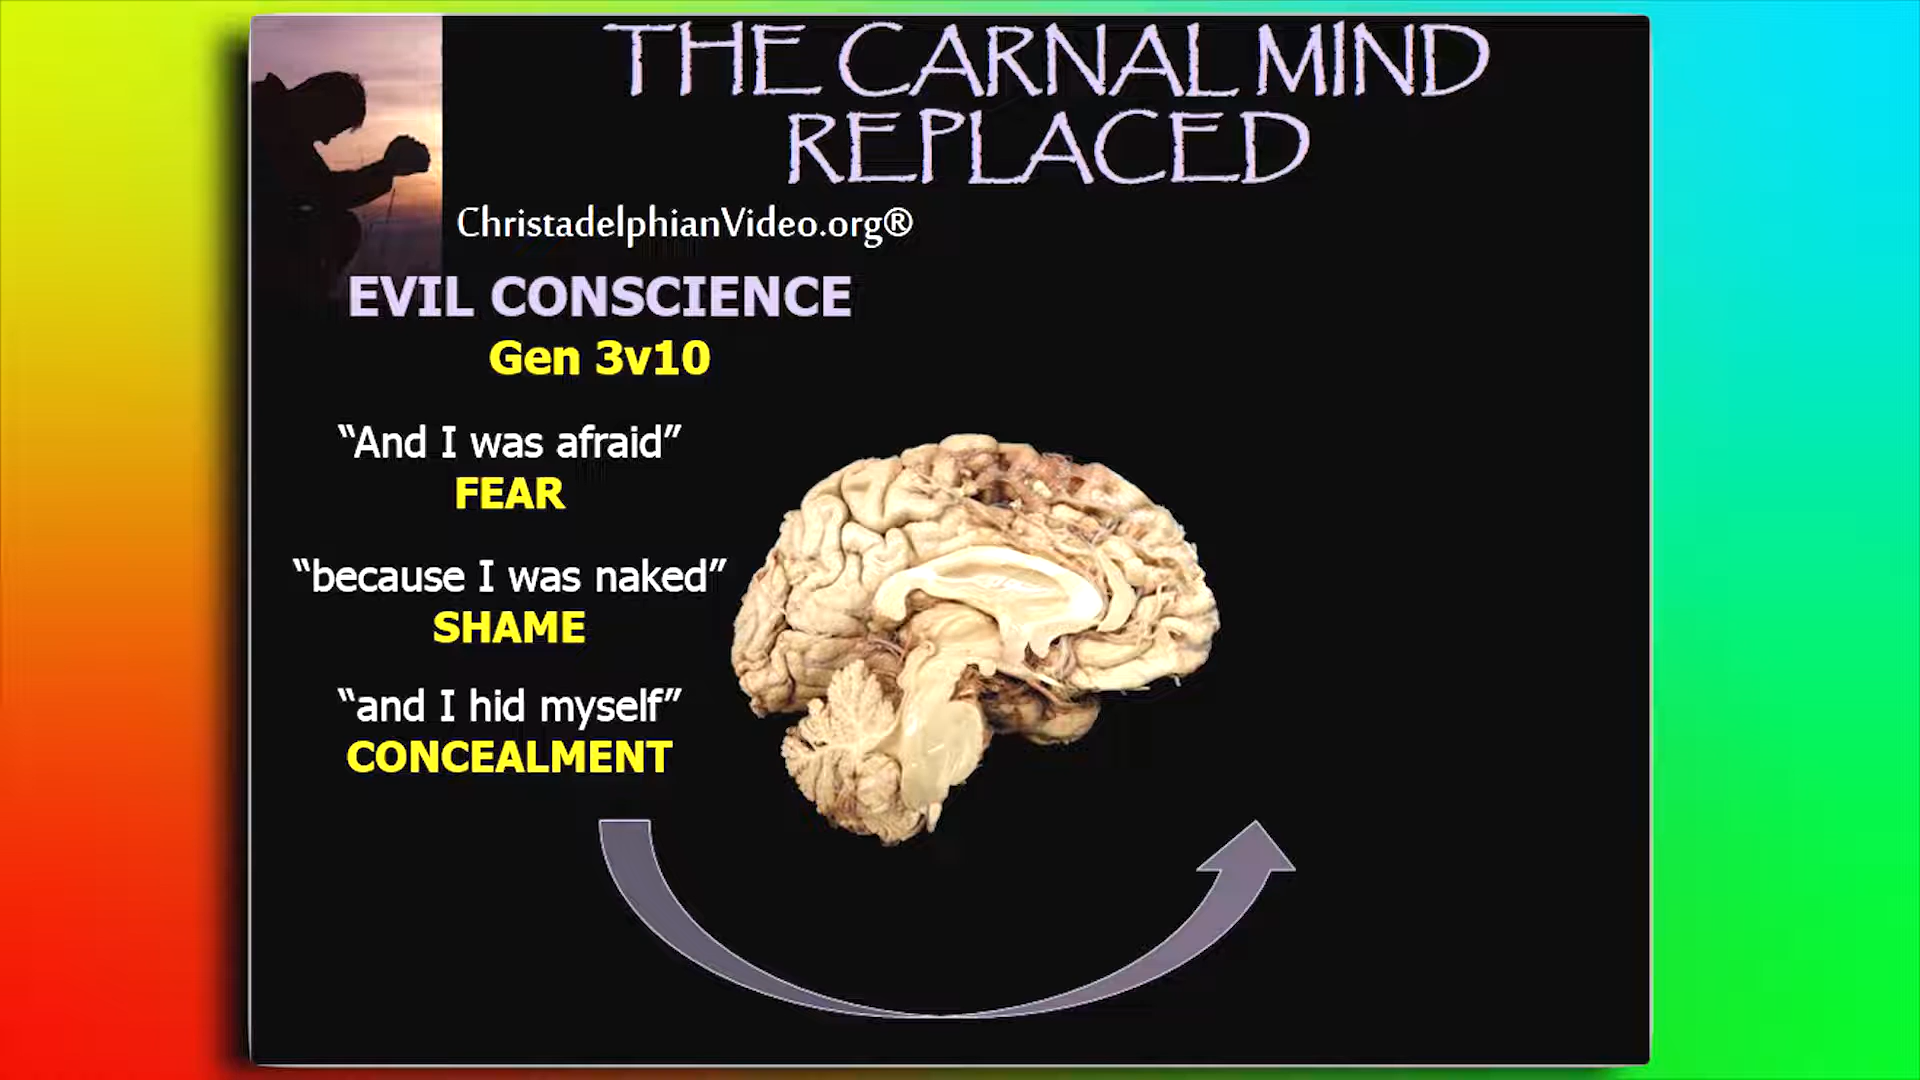 THE CARNAL MIND
REPLACED
ChristadelphianVideo.org®
EVIL CONSCIENCE
Gen 3v10
“And I was afraid”
FEAR
“because I was naked”
SHAME
“and I hid myself”
CONCEALMENT